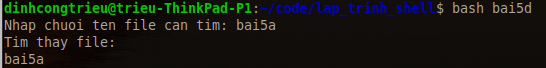 dinhcongtrieu@trieu-ThinkPad-P1:~/code/lap_trinh_shell$ bash bai5d
Nhap chuoi ten file can tim: bai5a
Tim thay file:
bai5a